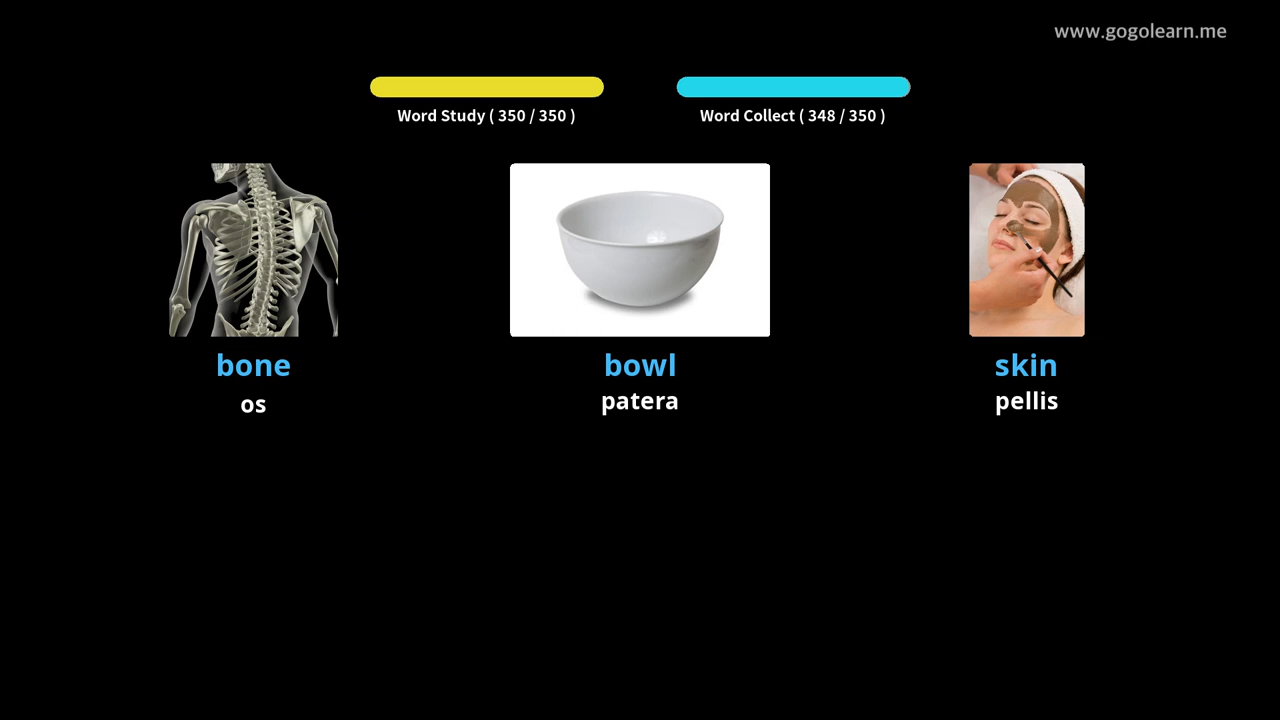 www.gogolearn.me
Word Study ( 350 / 350 )
Word Collect ( 348 / 350 )
bone
os
bowl
patera
skin
pellis